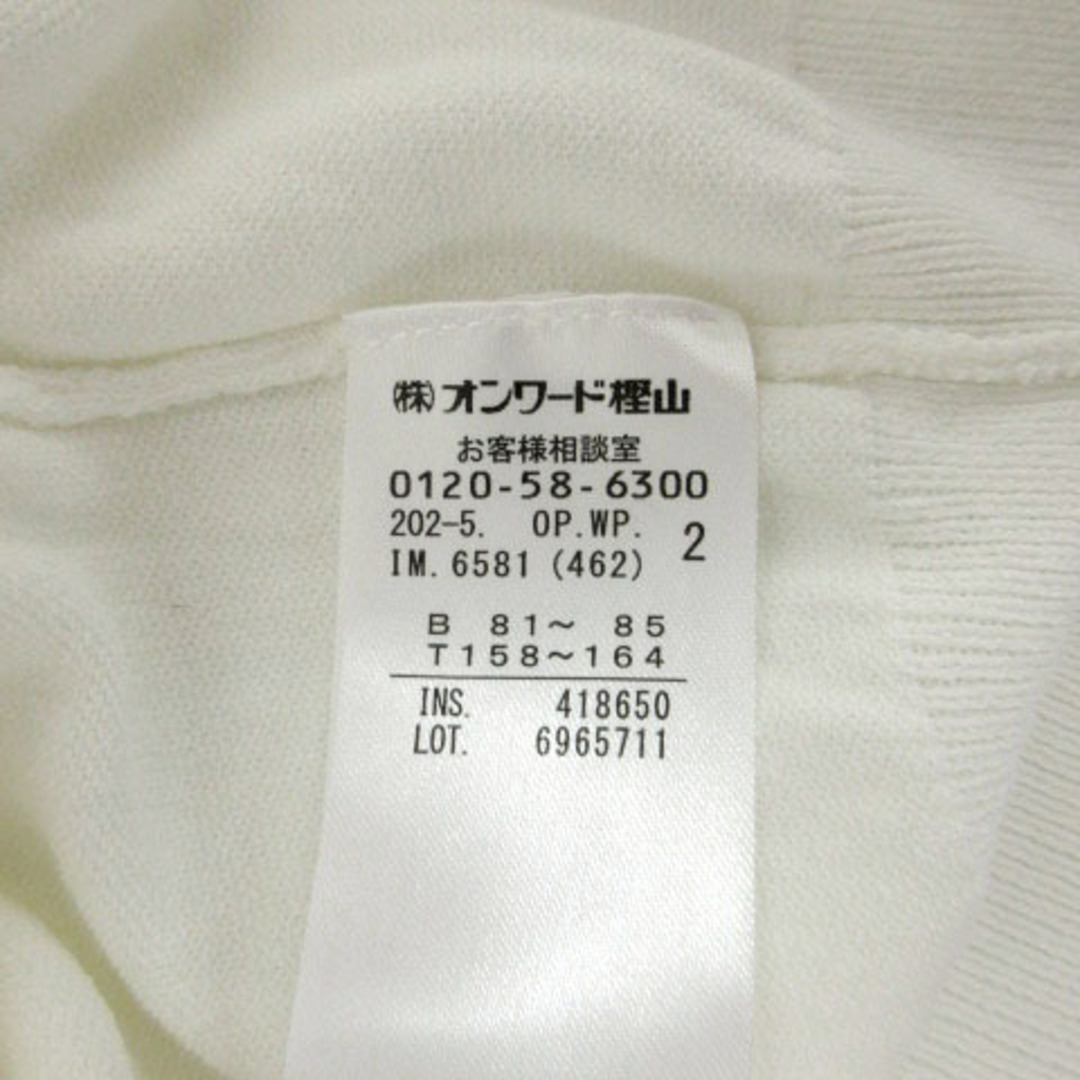 ㈱オンワード樫山
お客様相談室
0120-58-6300
202-5. OP.WP. 2
IM.6581 (462)
B 81〜 85
T158〜164
INS. 418650
LOT. 6965711